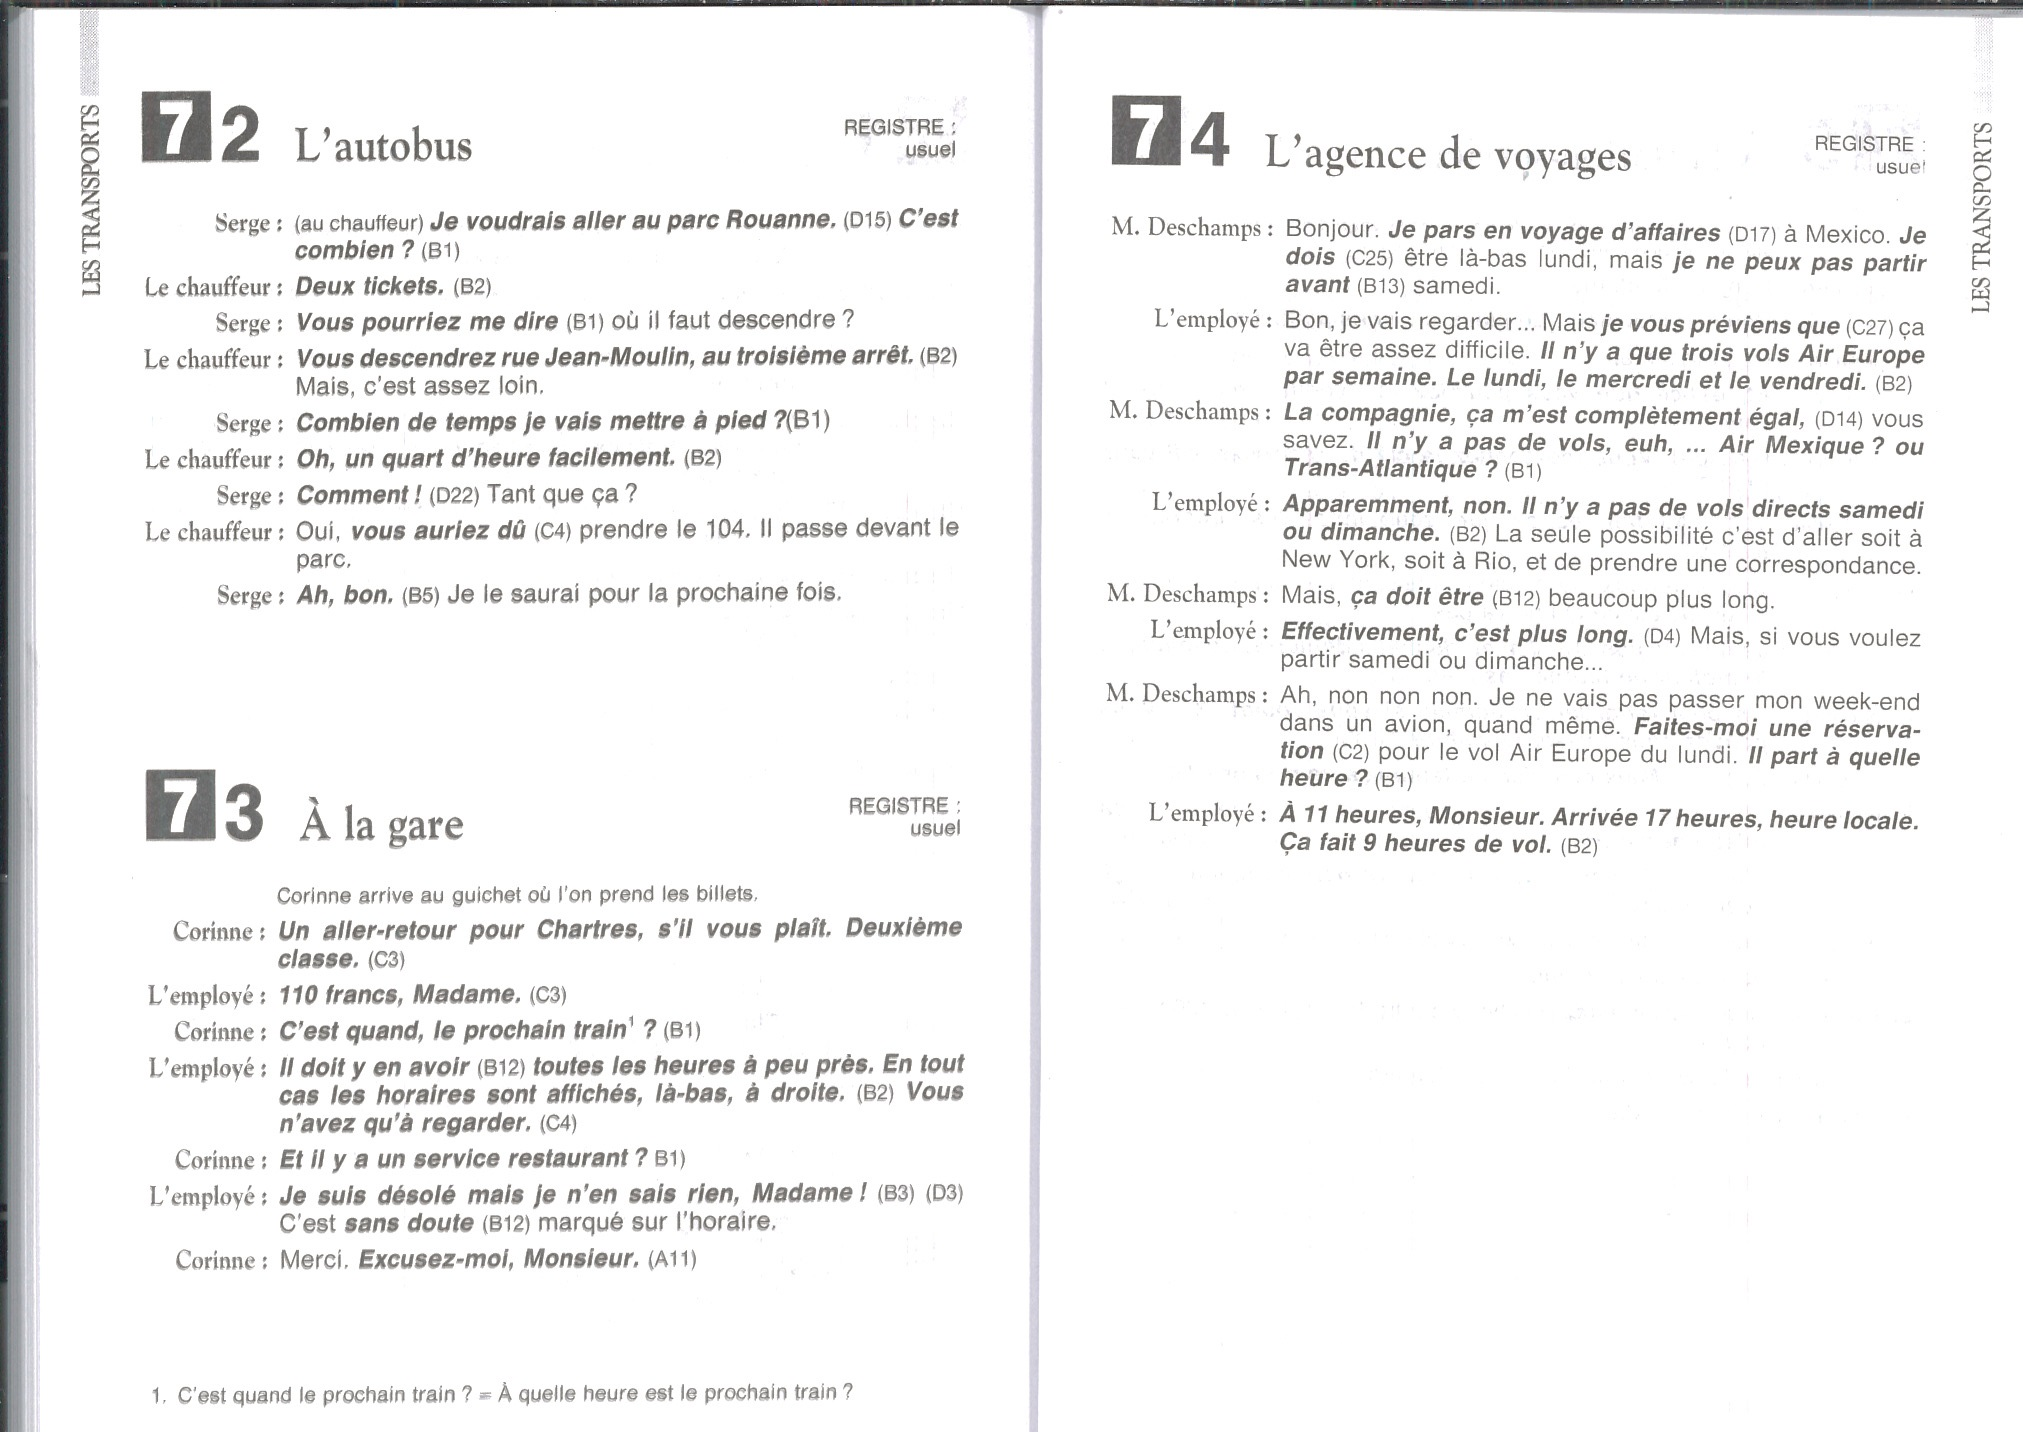 LES TRANSPORTS
72 L'autobus
REGISTRE :
usuel
Serge : (au chauffeur) Je voudrais aller au parc Rouanne. (D15) C'est
combien ? (B1)
Le chauffeur : Deux tickets. (B2)
Serge : Vous pourriez me dire (B1) où il faut descendre ?
Le chauffeur : Vous descendrez rue Jean-Moulin, au troisième arrêt. (B2)
Mais, c'est assez loin.
Serge : Combien de temps je vais mettre à pied ?(B1)
Le chauffeur : Oh, un quart d'heure facilement. (B2)
Serge : Comment ! (D22) Tant que ça ?
Le chauffeur : Oui, vous auriez dû (C4) prendre le 104. Il passe devant le
parc.
Serge : Ah, bon. (B5) Je le saurai pour la prochaine fois.
73 À la gare
REGISTRE :
usuel
Corinne arrive au guichet où l'on prend les billets.
Corinne : Un aller-retour pour Chartres, s'il vous plaît. Deuxième
classe. (C3)
L'employé : 110 francs, Madame. (C3)
Corinne : C'est quand, le prochain train¹ ? (B1)
L'employé : Il doit y en avoir (B12) toutes les heures à peu près. En tout
cas les horaires sont affichés, là-bas, à droite. (B2) Vous
n'avez qu'à regarder. (C4)
Corinne : Et il y a un service restaurant ? B1)
L'employé : Je suis désolé mais je n'en sais rien, Madame ! (B3) (D3)
C'est sans doute (B12) marqué sur l'horaire.
Corinne : Merci. Excusez-moi, Monsieur. (A11)
1. C'est quand le prochain train ? = À quelle heure est le prochain train ?
74 L'agence de voyages
REGISTRE :
usuel
LES TRANSPORTS
M. Deschamps : Bonjour. Je pars en voyage d'affaires (D17) à Mexico. Je
dois (C25) être là-bas lundi, mais je ne peux pas partir
avant (B13) samedi.
L'employé : Bon, je vais regarder... Mais je vous préviens que (C27) ça
va être assez difficile. Il n'y a que trois vols Air Europe
par semaine. Le lundi, le mercredi et le vendredi. (B2)
M. Deschamps : La compagnie, ça m'est complètement égal, (D14) vous
savez. Il n'y a pas de vols, euh, ... Air Mexique ? ou
Trans-Atlantique ? (B1)
L'employé : Apparemment, non. Il n'y a pas de vols directs samedi
ou dimanche. (B2) La seule possibilité c'est d'aller soit à
New York, soit à Rio, et de prendre une correspondance.
M. Deschamps : Mais, ça doit être (B12) beaucoup plus long.
L'employé : Effectivement, c'est plus long. (D4) Mais, si vous voulez
partir samedi ou dimanche...
M. Deschamps : Ah, non non non. Je ne vais pas passer mon week-end
dans un avion, quand même. Faites-moi une réserva-
tion (C2) pour le vol Air Europe du lundi. Il part à quelle
heure ? (B1)
L'employé : À 11 heures, Monsieur. Arrivée 17 heures, heure locale.
Ça fait 9 heures de vol. (B2)